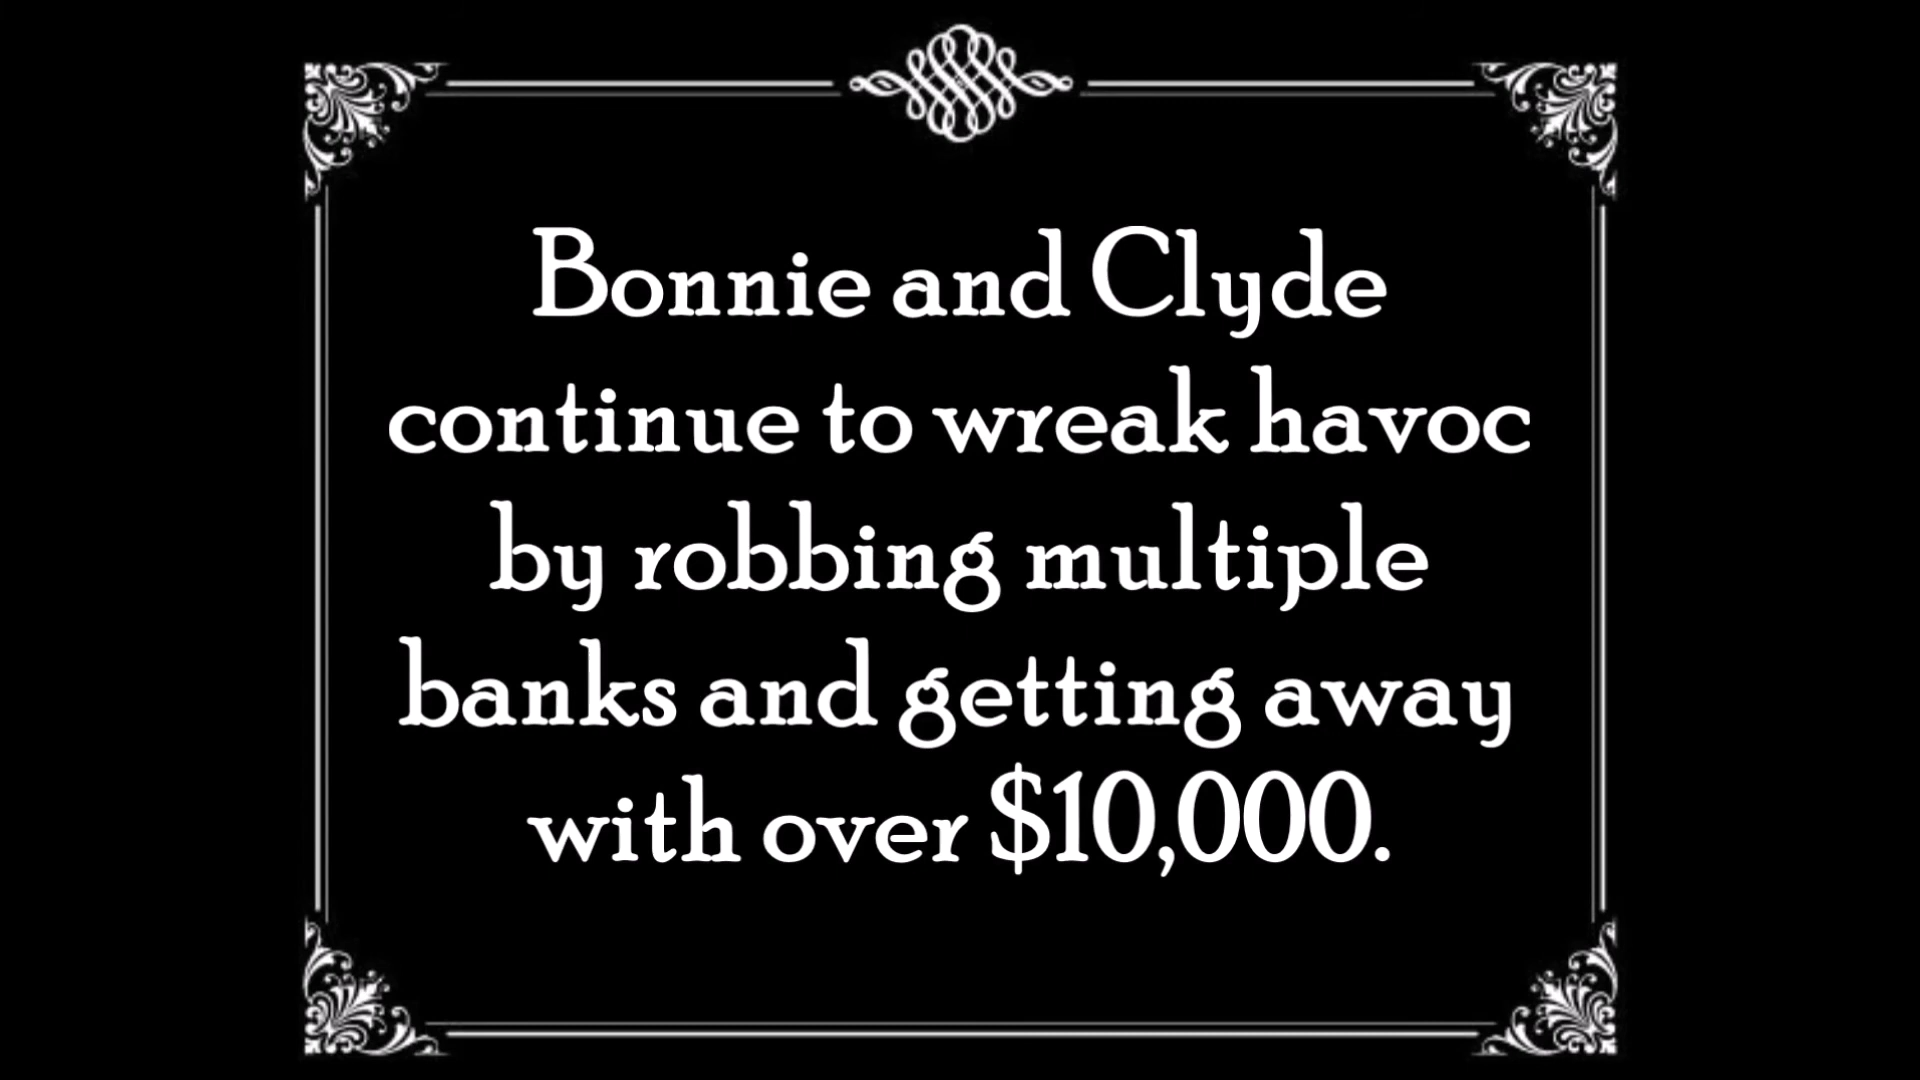 Bonnie and Clyde
continue to wreak havoc
by robbing multiple
banks and getting away
with over $10,000.